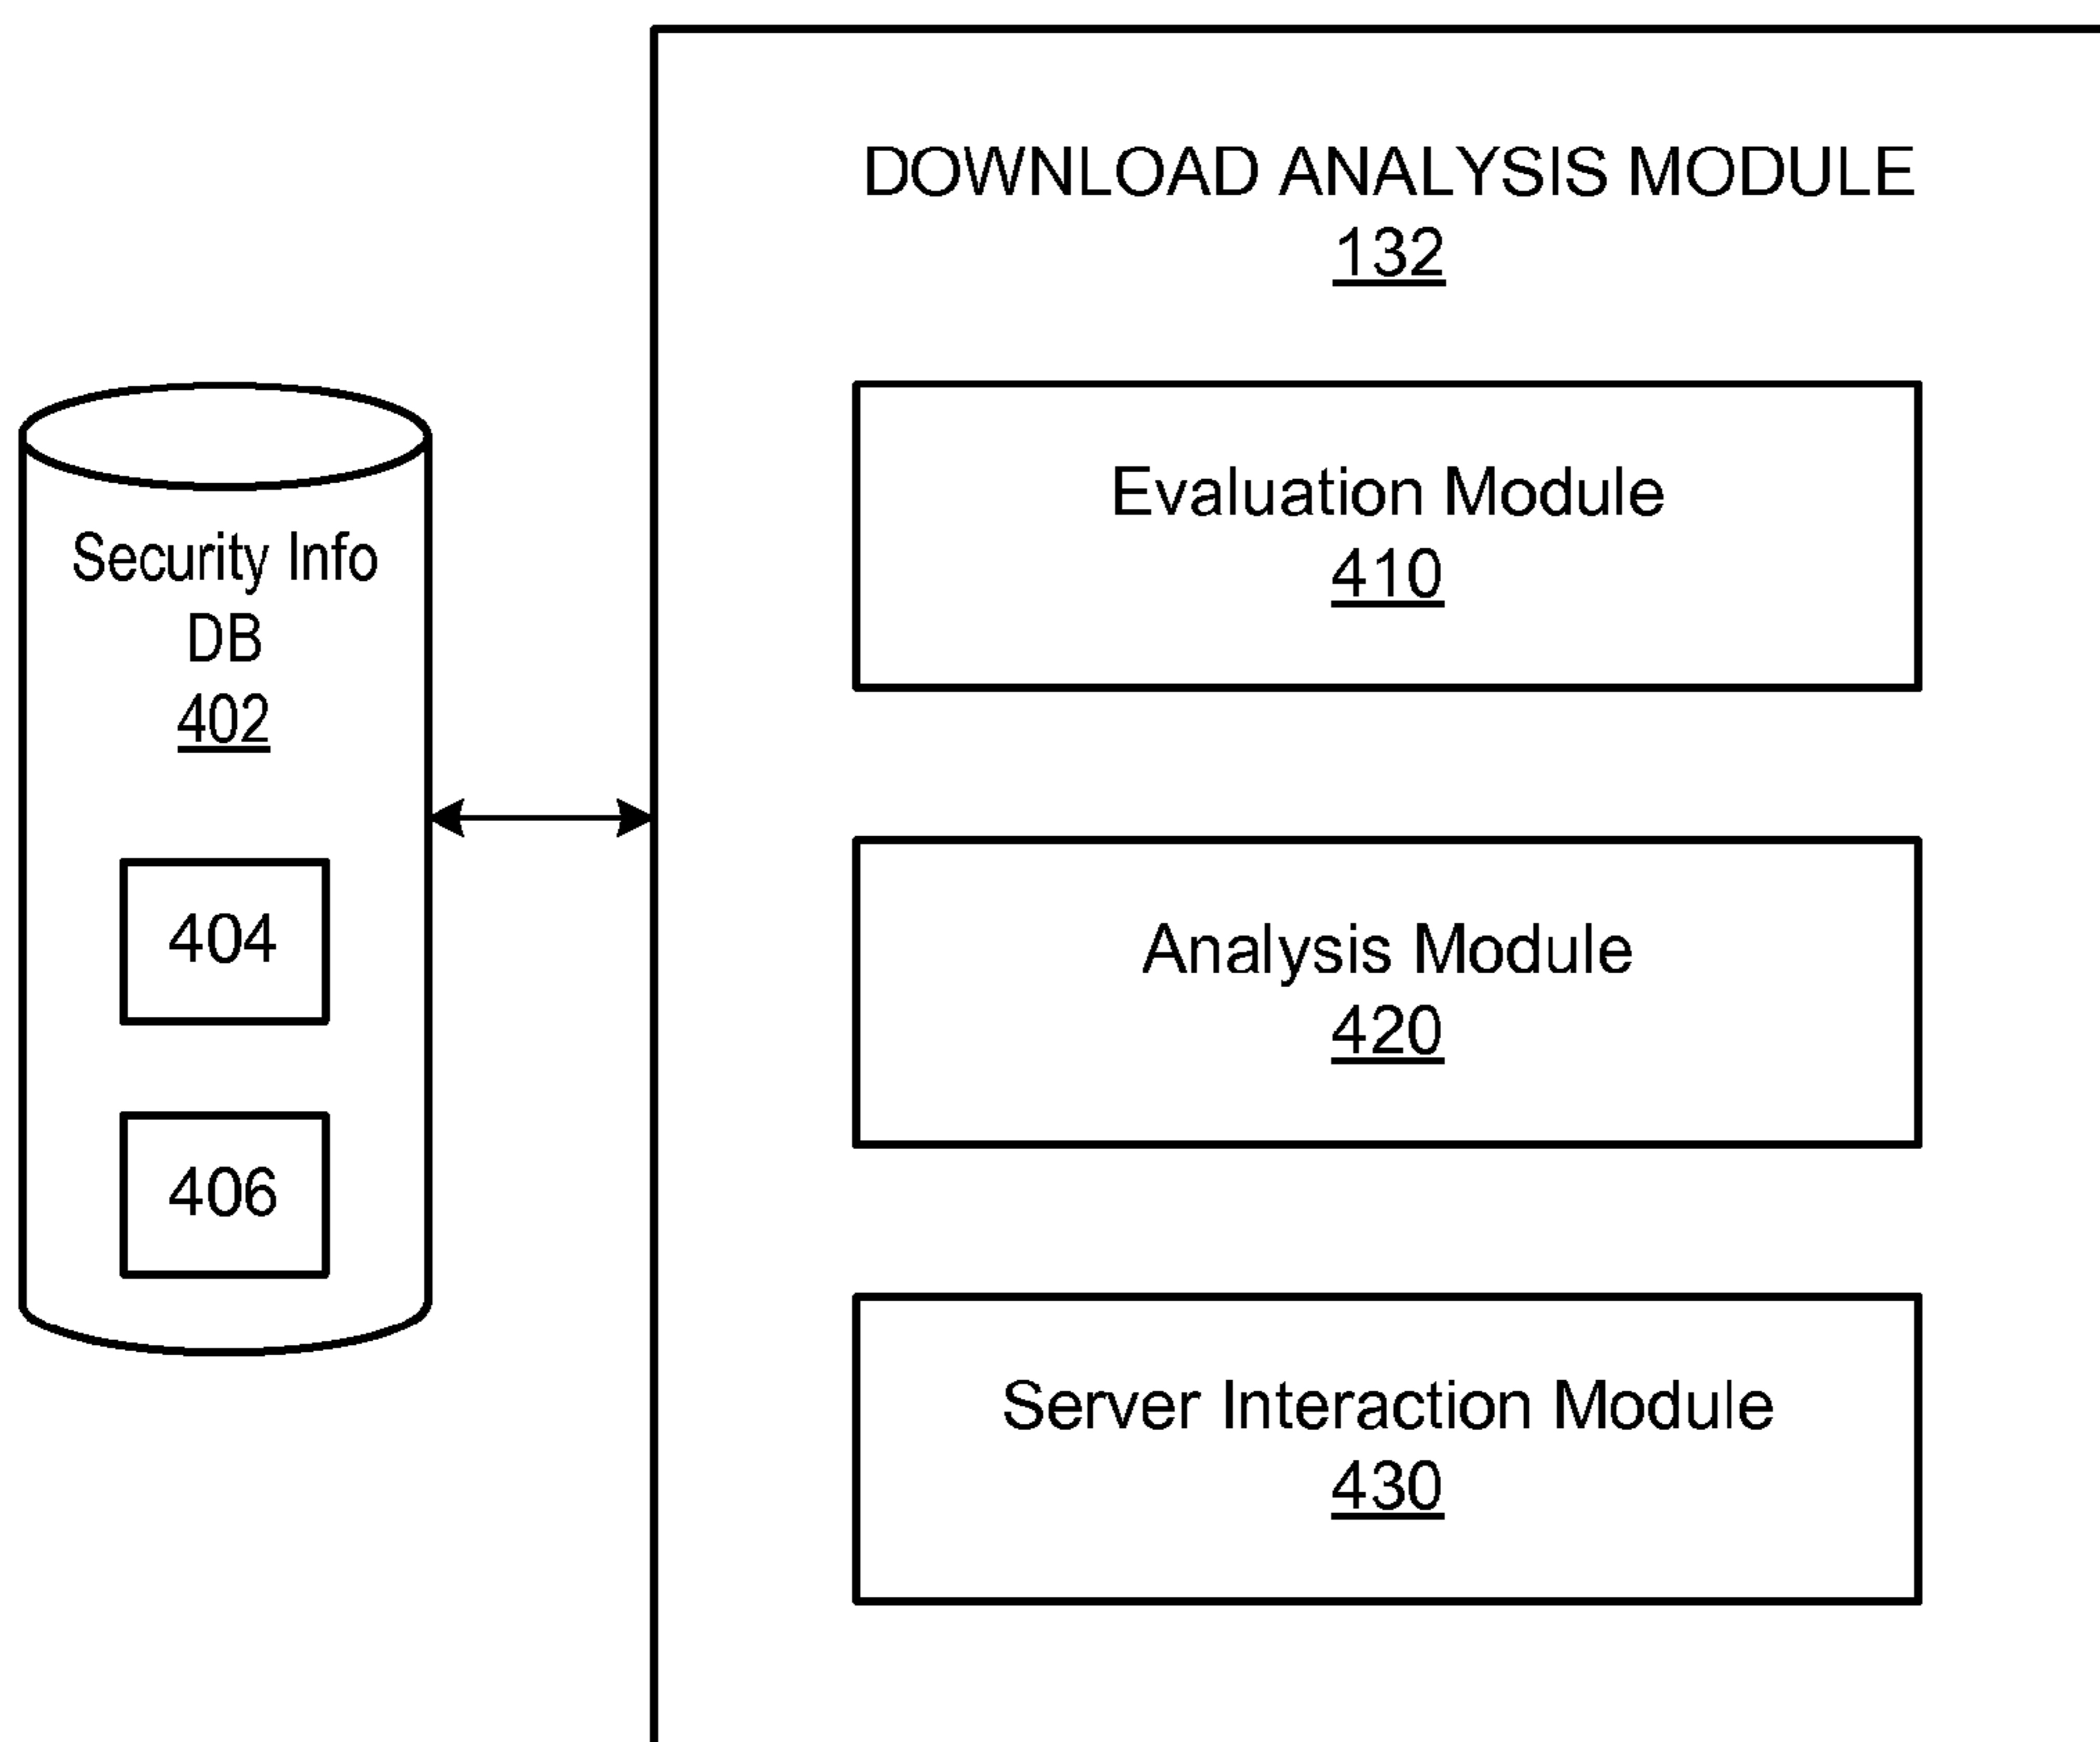 DOWNLOAD ANALYSIS MODULE
132
Security Info
DB
402
404
406
Evaluation Module
410
Analysis Module
420
Server Interaction Module
430